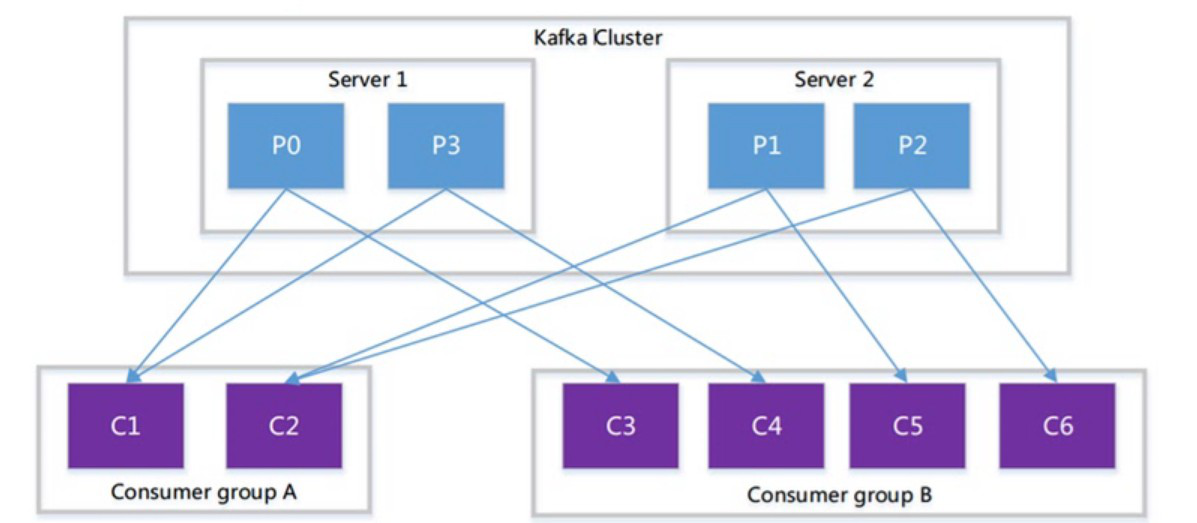 Kafka Cluster
Server 1
Server 2
P0
P3
P1
P2
C1
C2
C3
C4
C5
C6
Consumer group A
Consumer group B